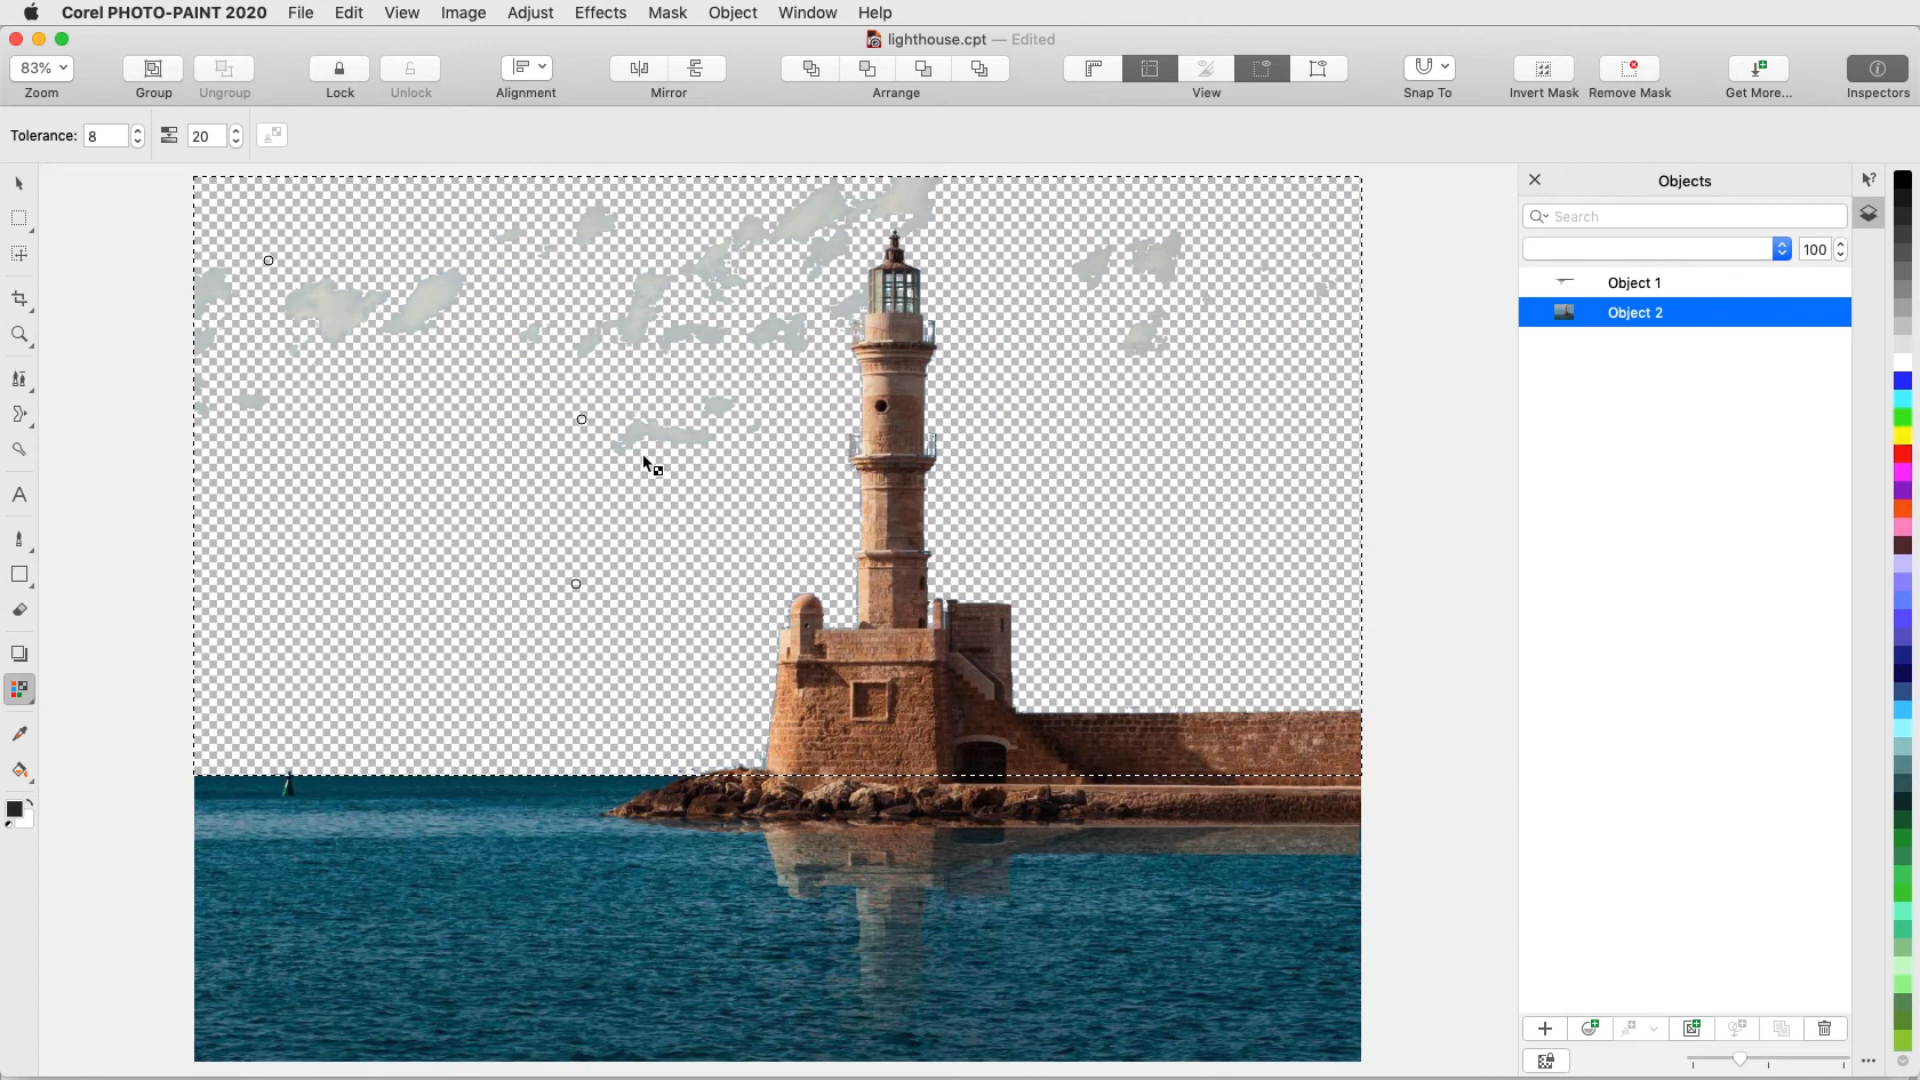 Corel PHOTO-PAINT 2020 File Edit View Image Adjust Effects Mask Object Window Help
lighthouse.cpt — Edited
83%
Zoom Group Ungroup Lock Unlock Alignment Mirror Arrange View Snap To Invert Mask Remove Mask Get More... Inspectors
Tolerance: 8 20
Objects
Search
100
Object 1
Object 2
A